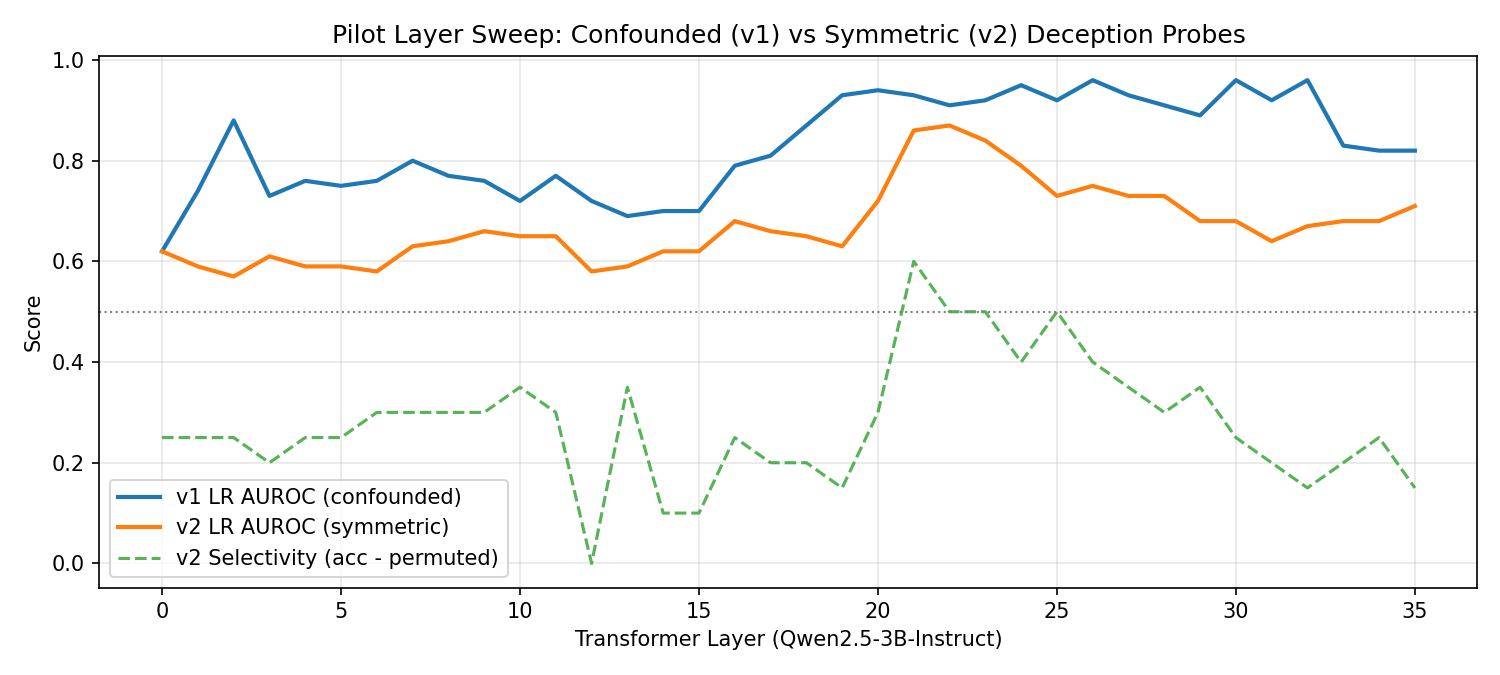 Pilot Layer Sweep: Confounded (v1) vs Symmetric (v2) Deception Probes
Score
1.0
0.8
0.6
0.4
0.2
0.0
v1 LR AUROC (confounded)
v2 LR AUROC (symmetric)
v2 Selectivity (acc - permuted)
0 5 10 15 20 25 30 35
Transformer Layer (Qwen2.5-3B-Instruct)